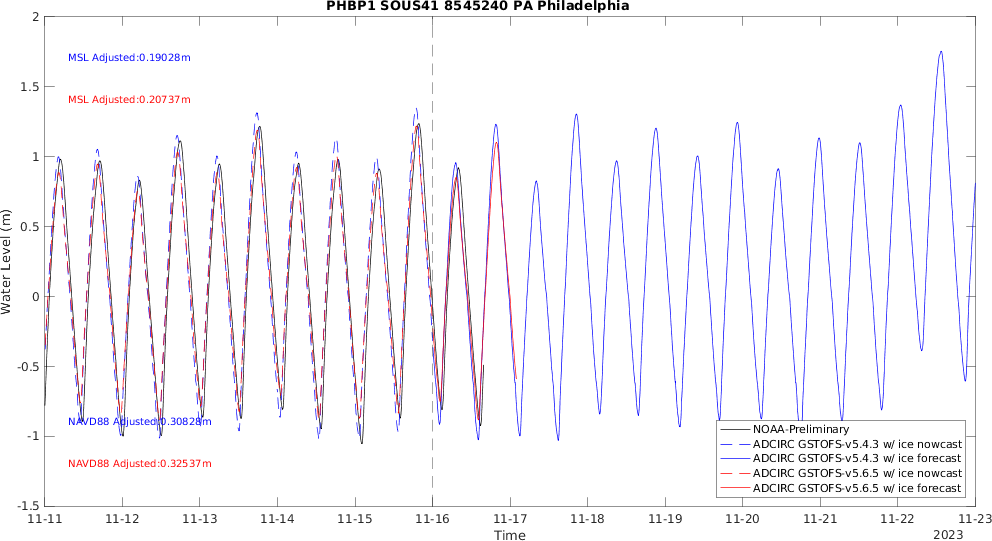 PHBP1 SOUS41 8545240 PA Philadelphia
2
1.5
1
0.5
0
-0.5
-1
-1.5
Water Level (m)
MSL Adjusted:0.19028m
MSL Adjusted:0.20737m
NAVD88 Adjusted:0.30828m
NAVD88 Adjusted:0.32537m
NOAA-Preliminary
ADCIRC GSTOFS-v5.4.3 w/ ice nowcast
ADCIRC GSTOFS-v5.4.3 w/ ice forecast
ADCIRC GSTOFS-v5.6.5 w/ ice nowcast
ADCIRC GSTOFS-v5.6.5 w/ ice forecast
11-11 11-12 11-13 11-14 11-15 11-16 11-17 11-18 11-19 11-20 11-21 11-22 11-23
Time
2023